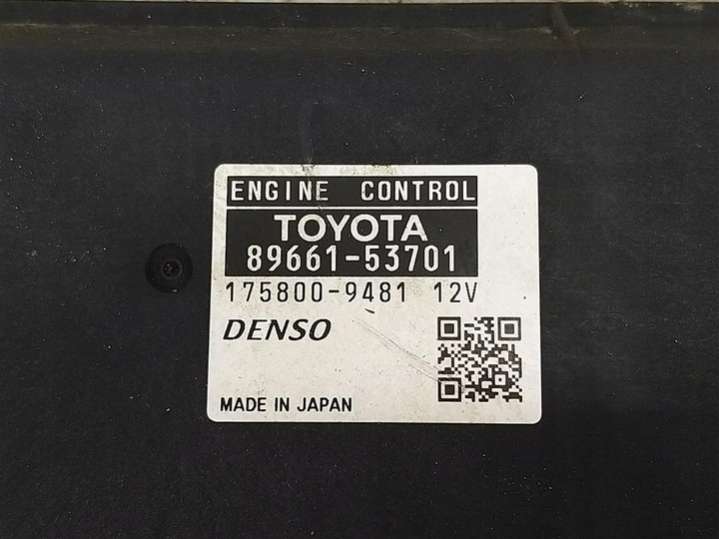 ENGINE CONTROL
TOYOTA
89661-53701
175800-9481 12V
DENSO
MADE IN JAPAN